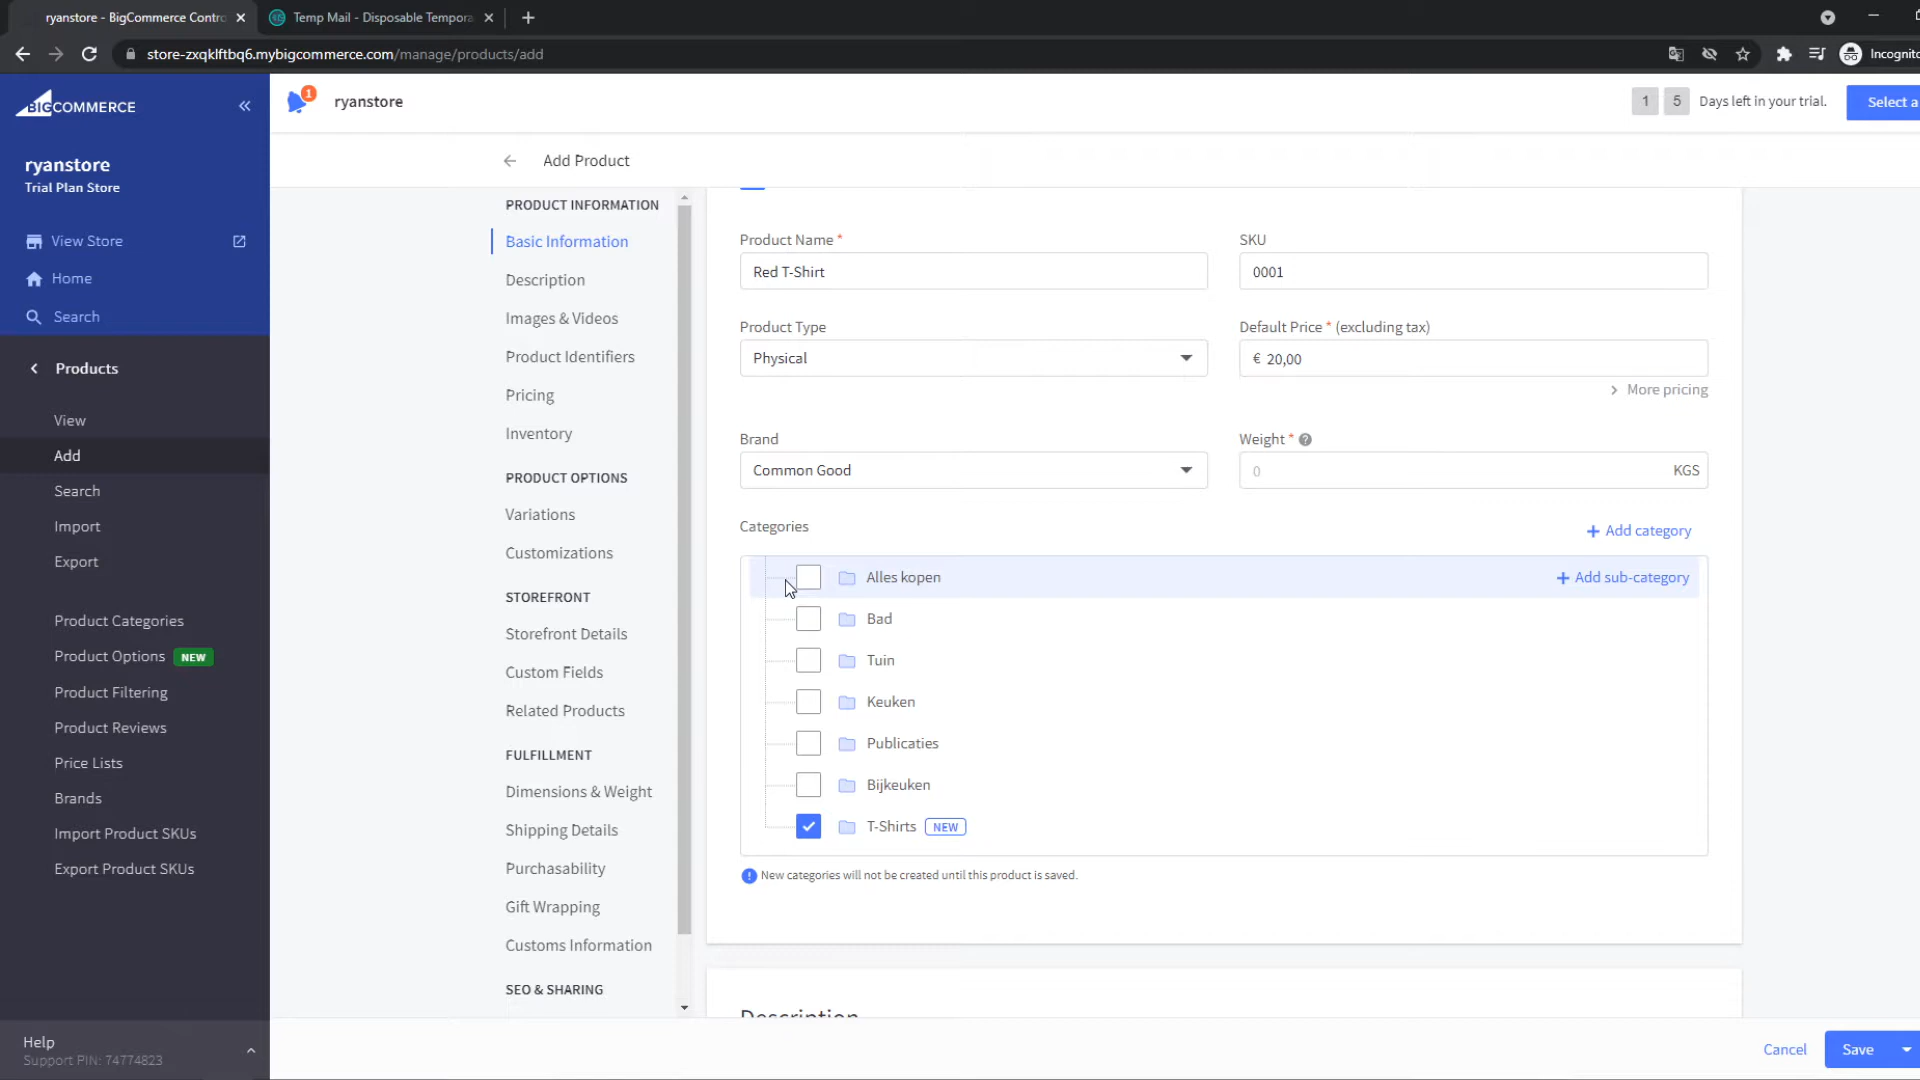 ryanstore - BigCommerce Contro
Temp Mail - Disposable Tempora
store-zxqklftbq6.mybigcommerce.com/manage/products/add
Incognito
BIGCOMMERCE
1
ryanstore
1 5 Days left in your trial.
Select a
ryanstore
Trial Plan Store
View Store
Home
Search
Products
View
Add
Search
Import
Export
Product Categories
Product Options NEW
Product Filtering
Product Reviews
Price Lists
Brands
Import Product SKUs
Export Product SKUs
Help
Support PIN: 74774823
Add Product
PRODUCT INFORMATION
Basic Information
Description
Images & Videos
Product Identifiers
Pricing
Inventory
PRODUCT OPTIONS
Variations
Customizations
STOREFRONT
Storefront Details
Custom Fields
Related Products
FULFILLMENT
Dimensions & Weight
Shipping Details
Purchasability
Gift Wrapping
Customs Information
SEO & SHARING
Product Name *
Red T-Shirt
SKU
0001
Product Type
Physical
Default Price * (excluding tax)
€ 20,00
More pricing
Brand
Common Good
Weight *
0 KGS
Categories
+ Add category
Alles kopen
+ Add sub-category
Bad
Tuin
Keuken
Publicaties
Bijkeuken
T-Shirts NEW
New categories will not be created until this product is saved.
Description
Cancel
Save